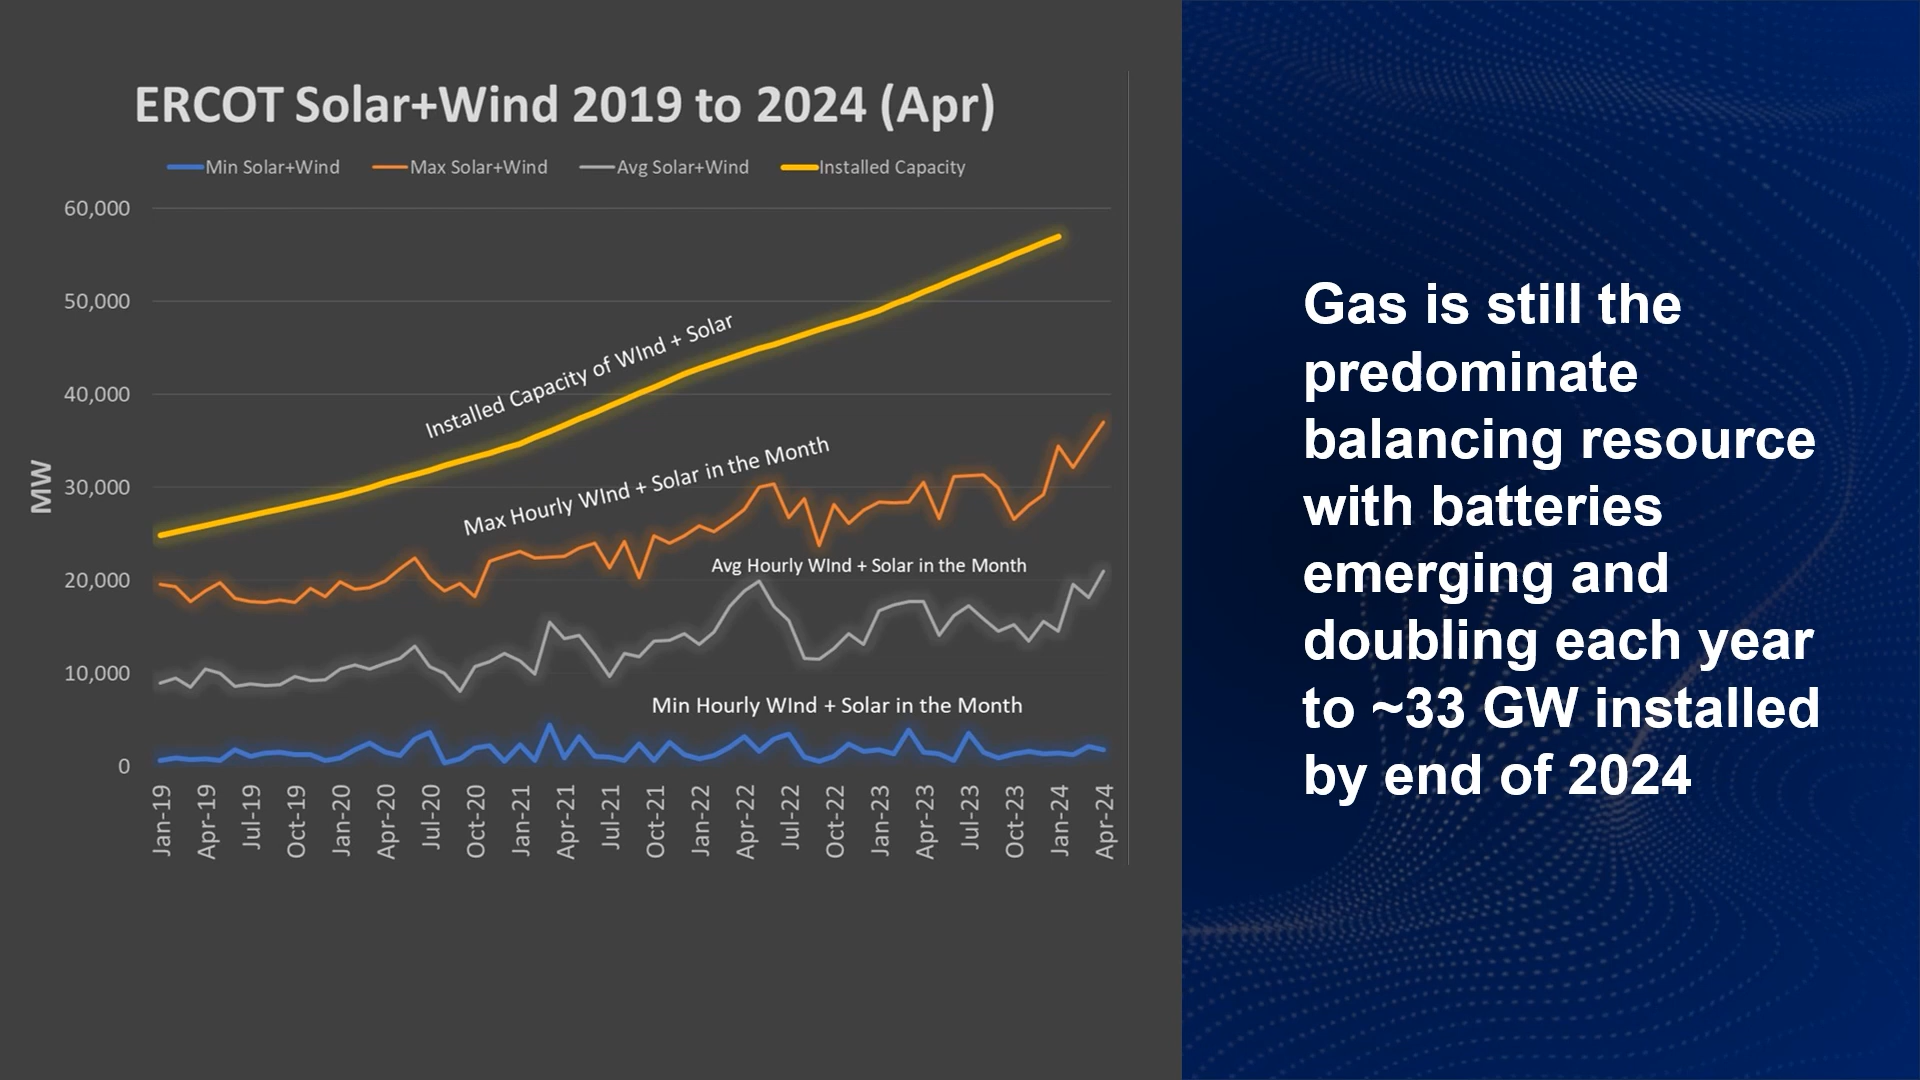 ERCOT Solar+Wind 2019 to 2024 (Apr)
Min Solar+Wind
Max Solar+Wind
Avg Solar+Wind
Installed Capacity
60,000
50,000
40,000
30,000
20,000
10,000
0
MW
Installed Capacity of WInd + Solar
Max Hourly WInd + Solar in the Month
Avg Hourly WInd + Solar in the Month
Min Hourly WInd + Solar in the Month
Jan-19
Apr-19
Jul-19
Oct-19
Jan-20
Apr-20
Jul-20
Oct-20
Jan-21
Apr-21
Jul-21
Oct-21
Jan-22
Apr-22
Jul-22
Oct-22
Jan-23
Apr-23
Jul-23
Oct-23
Jan-24
Apr-24
Gas is still the
predominate
balancing resource
with batteries
emerging and
doubling each year
to ~33 GW installed
by end of 2024